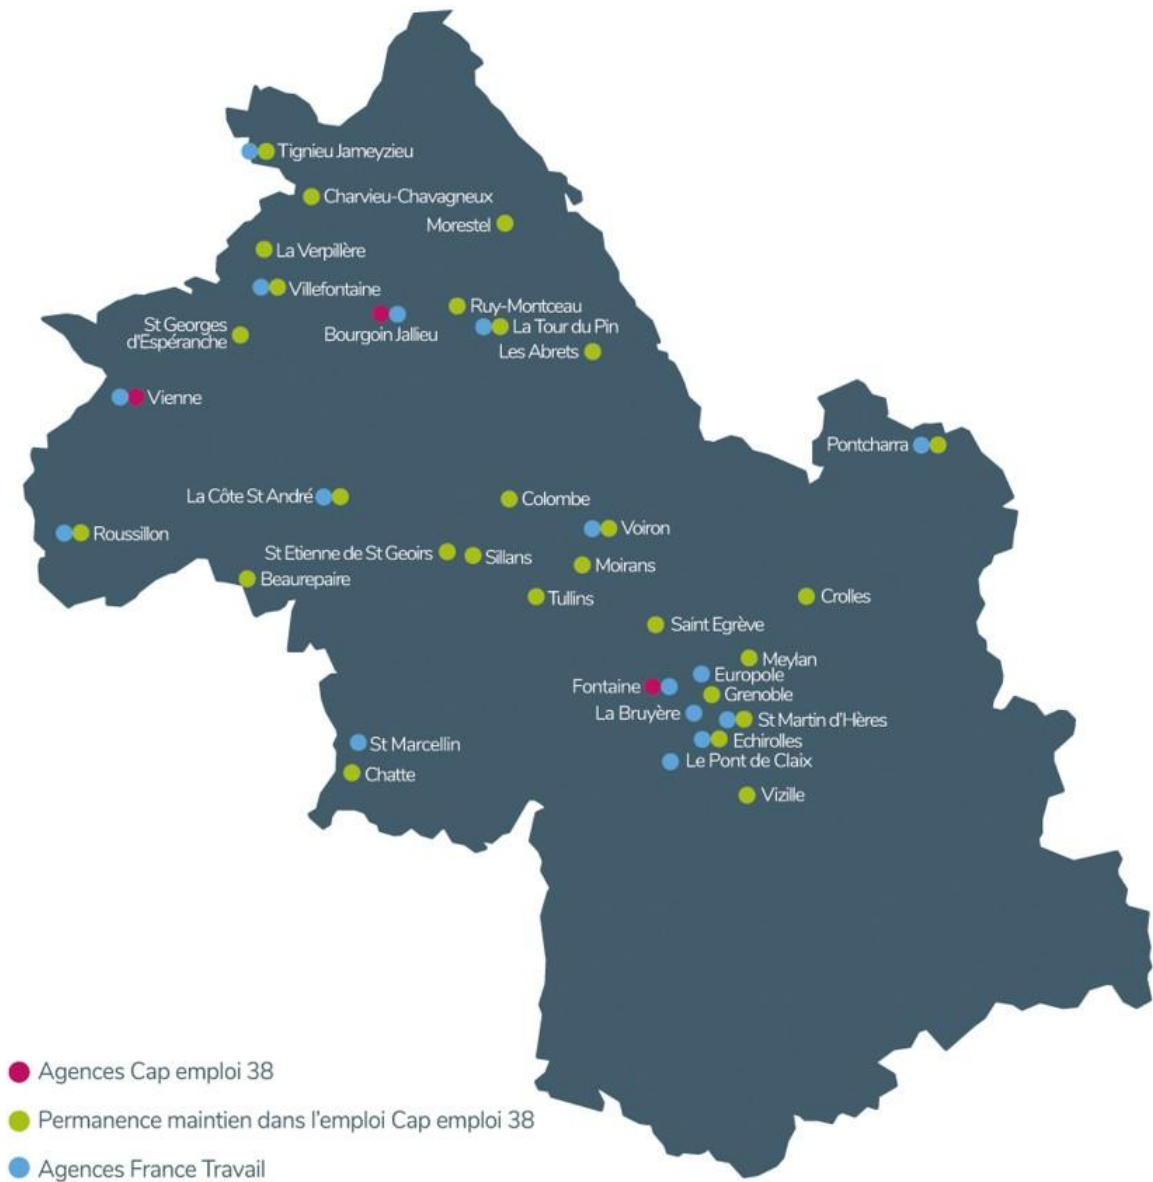 Tignieu Jameyzieu
Charvieu-Chavagneux
Morestel
La Verpillère
Villefontaine
Ruy-Montceau
St Georges
d'Espéranche
Bourgoin Jallieu
La Tour du Pin
Les Abrets
Vienne
Pontcharra
La Côte St André
Colombe
Roussillon
Voiron
St Etienne de St Geoirs
Sillans
Moirans
Beaurepaire
Tullins
Crolles
Saint Egrève
Meylan
Europole
Fontaine
Grenoble
La Bruyère
St Martin d'Hères
Echirolles
St Marcellin
Le Pont de Claix
Chatte
Vizille
Agences Cap emploi 38
Permanence maintien dans l'emploi Cap emploi 38
Agences France Travail